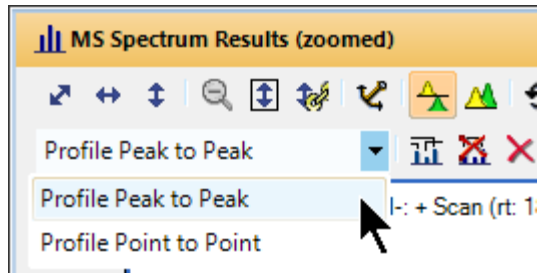 MS Spectrum Results (zoomed)
Profile Peak to Peak
Profile Peak to Peak
+ Scan (rt:
Profile Point to Point